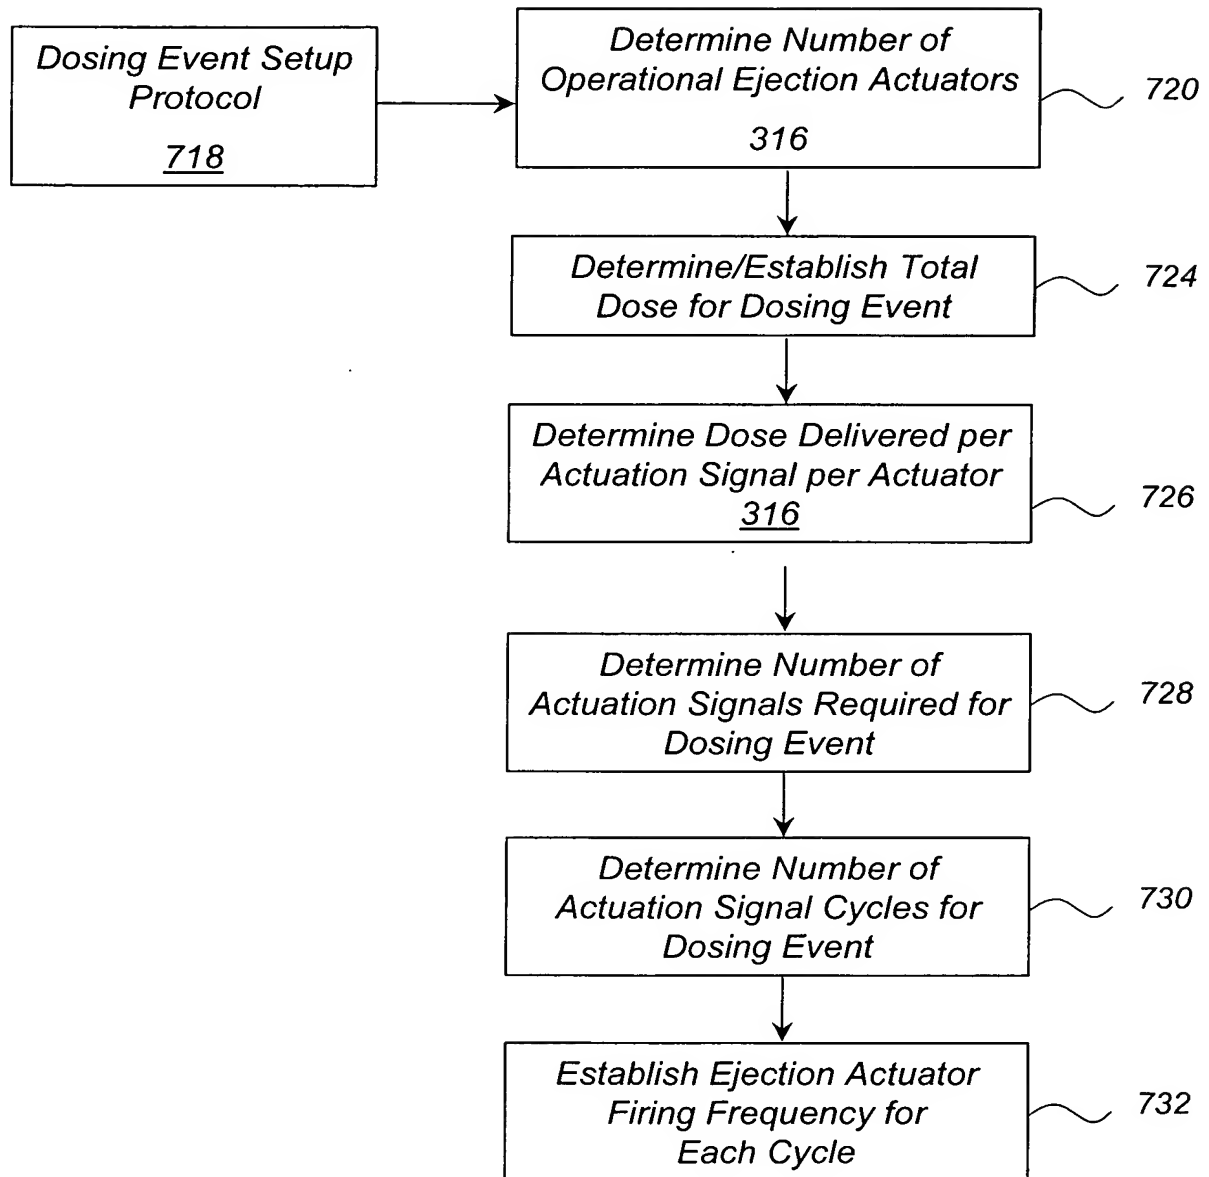 Dosing Event Setup
Protocol
718
Determine Number of
Operational Ejection Actuators
316
720
Determine/Establish Total
Dose for Dosing Event
724
Determine Dose Delivered per
Actuation Signal per Actuator
316
726
Determine Number of
Actuation Signals Required for
Dosing Event
728
Determine Number of
Actuation Signal Cycles for
Dosing Event
730
Establish Ejection Actuator
Firing Frequency for
Each Cycle
732